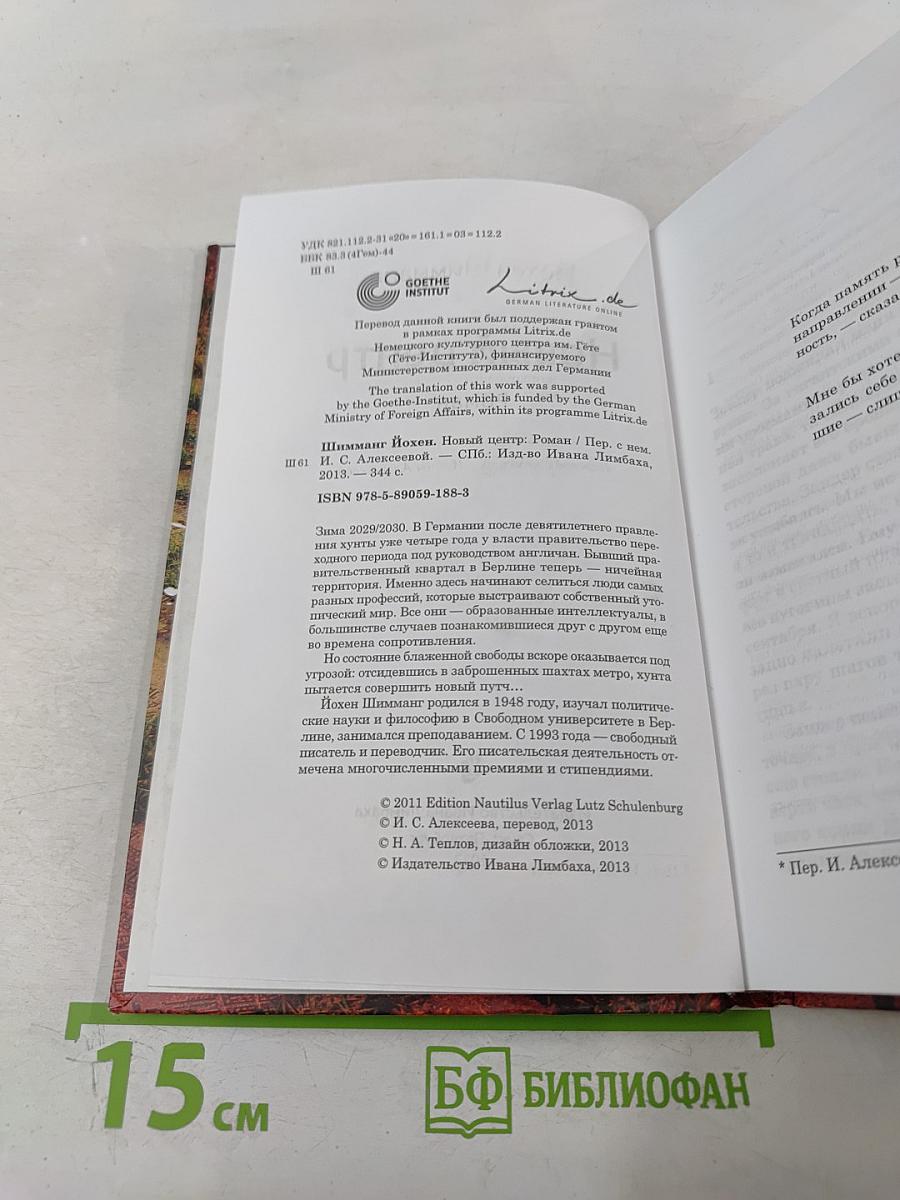 УДК 821.112.2-31 «20» = 161.1 = 03 = 112.2
ББК 83.3 (4Гем)-44
Ш 61
GOETHE
INSTITUT
Litrix.de
GERMAN LITERATURE ONLINE
Перевод данной книги был поддержан грантом
в рамках программы Litrix.de
Немецкого культурного центра им. Гёте
(Гёте-Института), финансируемого
Министерством иностранных дел Германии
The translation of this work was supported
by the Goethe-Institut, which is funded by the German
Ministry of Foreign Affairs, within its programme Litrix.de
Шимманг Йохен. Новый центр: Роман / Пер. с нем.
Ш 61 И. С. Алексеевой. — СПб.: Изд-во Ивана Лимбаха,
2013. — 344 с.
ISBN 978-5-89059-188-3
Зима 2029/2030. В Германии после девятилетнего правле-
ния хунты уже четыре года у власти правительство пере-
ходного периода под руководством англичан. Бывший пра-
вительственный квартал в Берлине теперь — ничейная
территория. Именно здесь начинают селиться люди самых
разных профессий, которые выстраивают собственный уто-
пический мир. Все они — образованные интеллектуалы, в
большинстве случаев познакомившиеся друг с другом еще
во времена сопротивления.
Но состояние блаженной свободы вскоре оказывается под
угрозой: отсидевшись в заброшенных шахтах метро, хунта
пытается совершить новый путч...
Йохен Шимманг родился в 1948 году, изучал политиче-
ские науки и философию в Свободном университете в Бер-
лине, занимался преподаванием. С 1993 года — свободный
писатель и переводчик. Его писательская деятельность от-
мечена многочисленными премиями и стипендиями.
© 2011 Edition Nautilus Verlag Lutz Schulenburg
© И. С. Алексеева, перевод, 2013
© Н. А. Теплов, дизайн обложки, 2013
© Издательство Ивана Лимбаха, 2013
Когда память
направлении —
ность, — сказа
Мне бы хоте
зались себе
шие — слиш
* Пер. И. Алекс
15 см
БФ БИБЛИОФАН